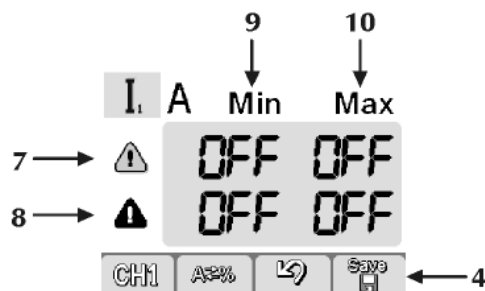 9 10
I₁ A Min Max
7 OFF OFF
8 OFF OFF
CH1 A⇄% Save 4